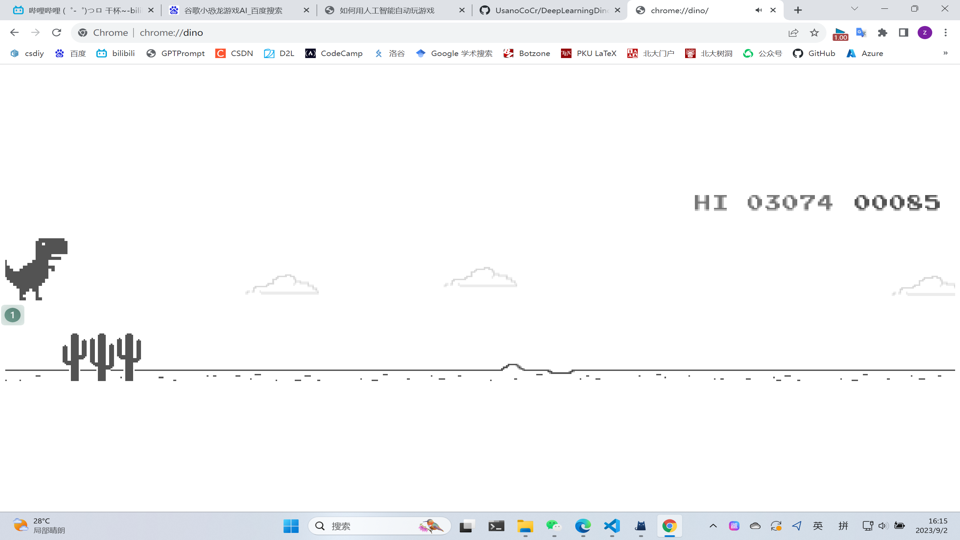 哔哩哔哩 (゜-゜)つロ 干杯~-bili
谷歌小恐龙游戏AI_百度搜索
如何用人工智能自动玩游戏
UsanoCoCr/DeepLearningDin
chrome://dino/
Chrome | chrome://dino
1.00
z
csdiy
百度
bilibili
GPTPrompt
CSDN
D2L
CodeCamp
洛谷
Google 学术搜索
Botzone
PKU LaTeX
北大门户
北大树洞
公众号
GitHub
Azure
»
HI 03074 00085
1
28°C
局部晴朗
搜索
英
拼
16:15
2023/9/2